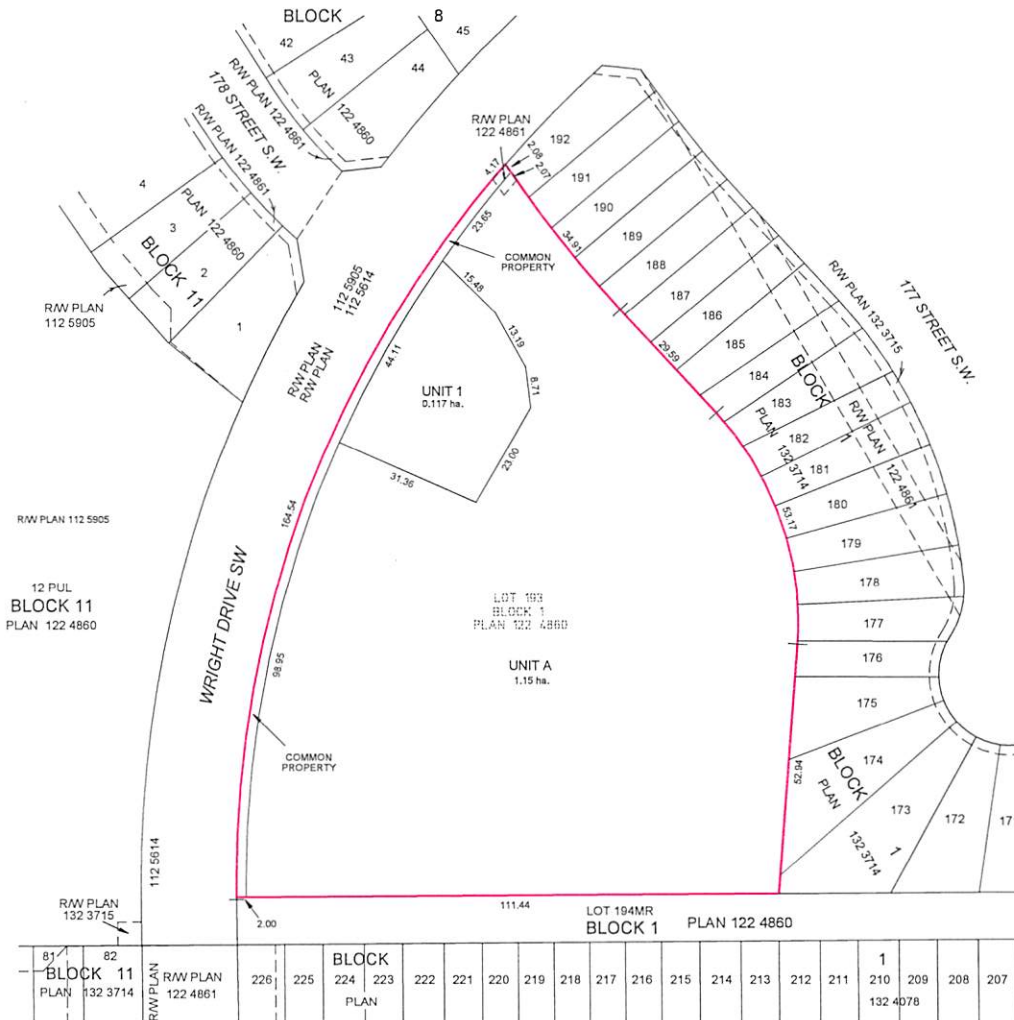 BLOCK 8
42
43
44
45
PLAN 122 4860
R/W PLAN 122 4861
178 STREET S.W.
R/W PLAN 122 4861
4
3
2
1
PLAN 122 4860
BLOCK 11
R/W PLAN
112 5905
R/W PLAN 112 5905
R/W PLAN 112 5614
R/W PLAN
122 4861
4.17
2.08
2.07
23.65
COMMON
PROPERTY
15.48
13.19
8.71
23.00
31.36
44.11
UNIT 1
0.117 ha.
34.91
29.59
53.17
52.94
192
191
190
189
188
187
186
185
184
183
182
181
180
179
178
177
176
175
174
173
172
17
BLOCK 1
PLAN 132 3714
R/W PLAN 122 4861
R/W PLAN 132 3715
177 STREET S.W.
BLOCK 1
PLAN 132 3714
R/W PLAN 112 5905
12 PUL
BLOCK 11
PLAN 122 4860
164.54
WRIGHT DRIVE SW
98.95
COMMON
PROPERTY
LOT 193
BLOCK 1
PLAN 122 4860
UNIT A
1.15 ha.
112 5614
R/W PLAN
132 3715
2.00
111.44
LOT 194MR
BLOCK 1 PLAN 122 4860
81 82
BLOCK 11
PLAN 132 3714
R/W PLAN
R/W PLAN
122 4861
BLOCK 1
226 225 224 223 222 221 220 219 218 217 216 215 214 213 212 211 210 209 208 207
PLAN 132 4078